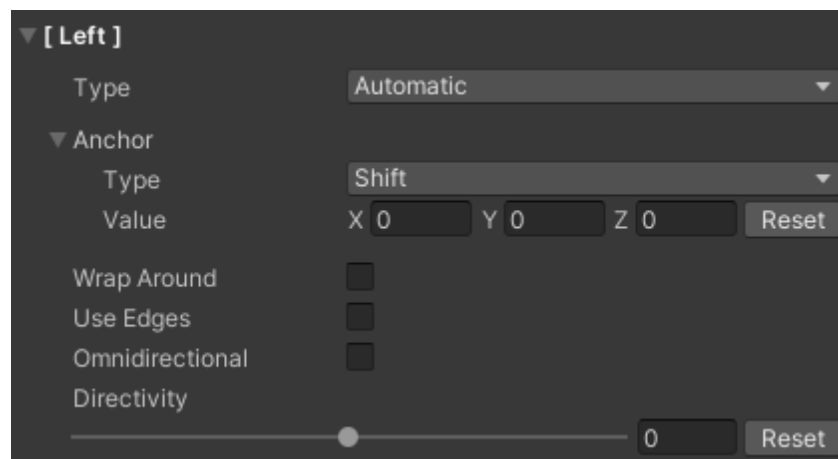 [ Left ]
Type Automatic
Anchor
Type Shift
Value X 0 Y 0 Z 0 Reset
Wrap Around
Use Edges
Omnidirectional
Directivity
0 Reset